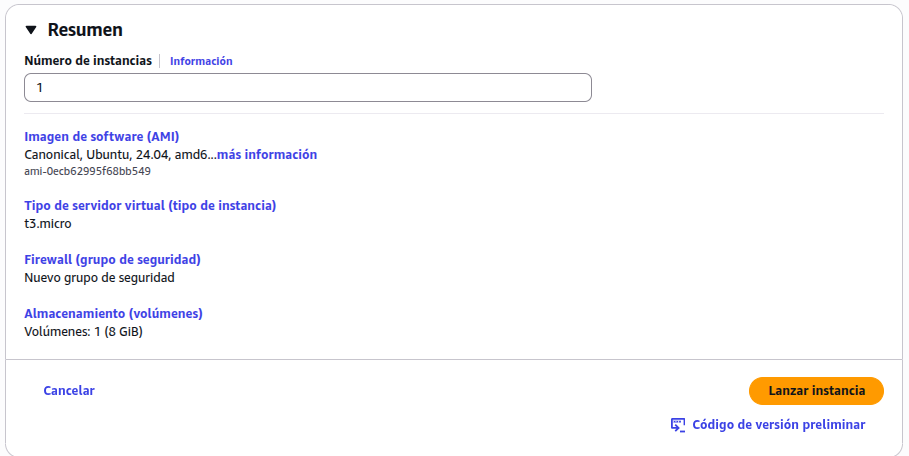 Resumen
Número de instancias Información
1
Imagen de software (AMI)
Canonical, Ubuntu, 24.04, amd6...más información
ami-0ecb62995f68bb549
Tipo de servidor virtual (tipo de instancia)
t3.micro
Firewall (grupo de seguridad)
Nuevo grupo de seguridad
Almacenamiento (volúmenes)
Volúmenes: 1 (8 GiB)
Cancelar Lanzar instancia
Código de versión preliminar